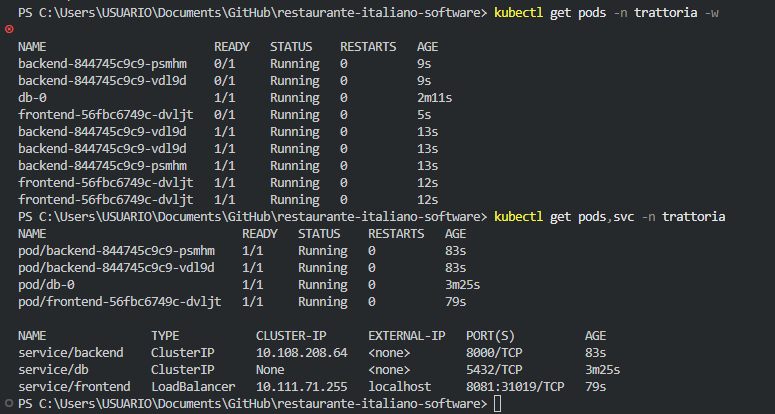 PS C:\Users\USUARIO\Documents\GitHub\restaurante-italiano-software> kubectl get pods -n trattoria -w
NAME READY STATUS RESTARTS AGE
backend-844745c9c9-psmhm 0/1 Running 0 9s
backend-844745c9c9-vdl9d 0/1 Running 0 9s
db-0 1/1 Running 0 2m11s
frontend-56fbc6749c-dvljt 0/1 Running 0 5s
backend-844745c9c9-vdl9d 1/1 Running 0 13s
backend-844745c9c9-vdl9d 1/1 Running 0 13s
backend-844745c9c9-psmhm 1/1 Running 0 13s
frontend-56fbc6749c-dvljt 1/1 Running 0 12s
frontend-56fbc6749c-dvljt 1/1 Running 0 12s
PS C:\Users\USUARIO\Documents\GitHub\restaurante-italiano-software> kubectl get pods,svc -n trattoria
NAME READY STATUS RESTARTS AGE
pod/backend-844745c9c9-psmhm 1/1 Running 0 83s
pod/backend-844745c9c9-vdl9d 1/1 Running 0 83s
pod/db-0 1/1 Running 0 3m25s
pod/frontend-56fbc6749c-dvljt 1/1 Running 0 79s
NAME TYPE CLUSTER-IP EXTERNAL-IP PORT(S) AGE
service/backend ClusterIP 10.108.208.64 <none> 8000/TCP 83s
service/db ClusterIP None <none> 5432/TCP 3m25s
service/frontend LoadBalancer 10.111.71.255 localhost 8081:31019/TCP 79s
PS C:\Users\USUARIO\Documents\GitHub\restaurante-italiano-software>